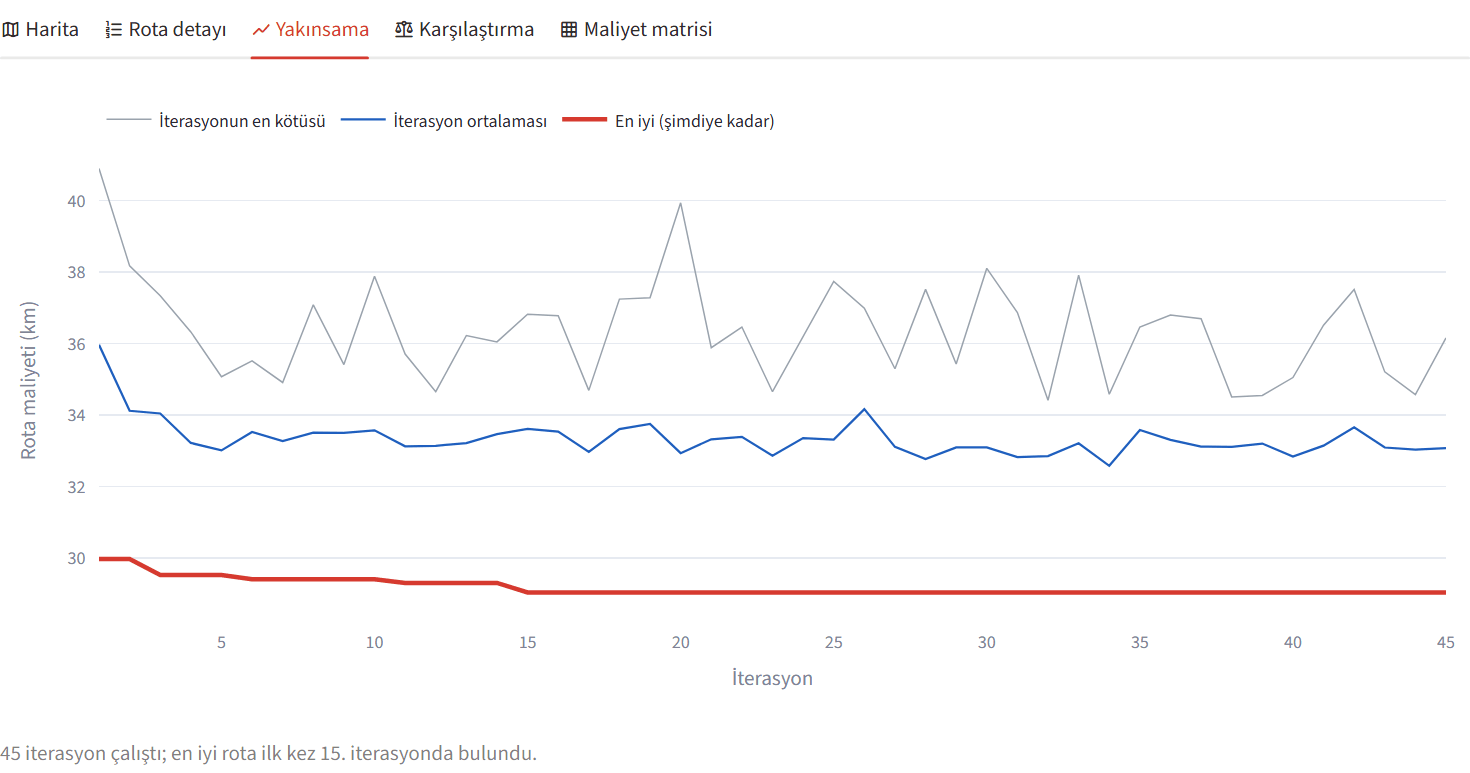 Harita Rota detayı Yakınsama Karşılaştırma Maliyet matrisi
İterasyonun en kötüsü İterasyon ortalaması En iyi (şimdiye kadar)
Rota maliyeti (km)
40
38
36
34
32
30
5 10 15 20 25 30 35 40 45
İterasyon
45 iterasyon çalıştı; en iyi rota ilk kez 15. iterasyonda bulundu.